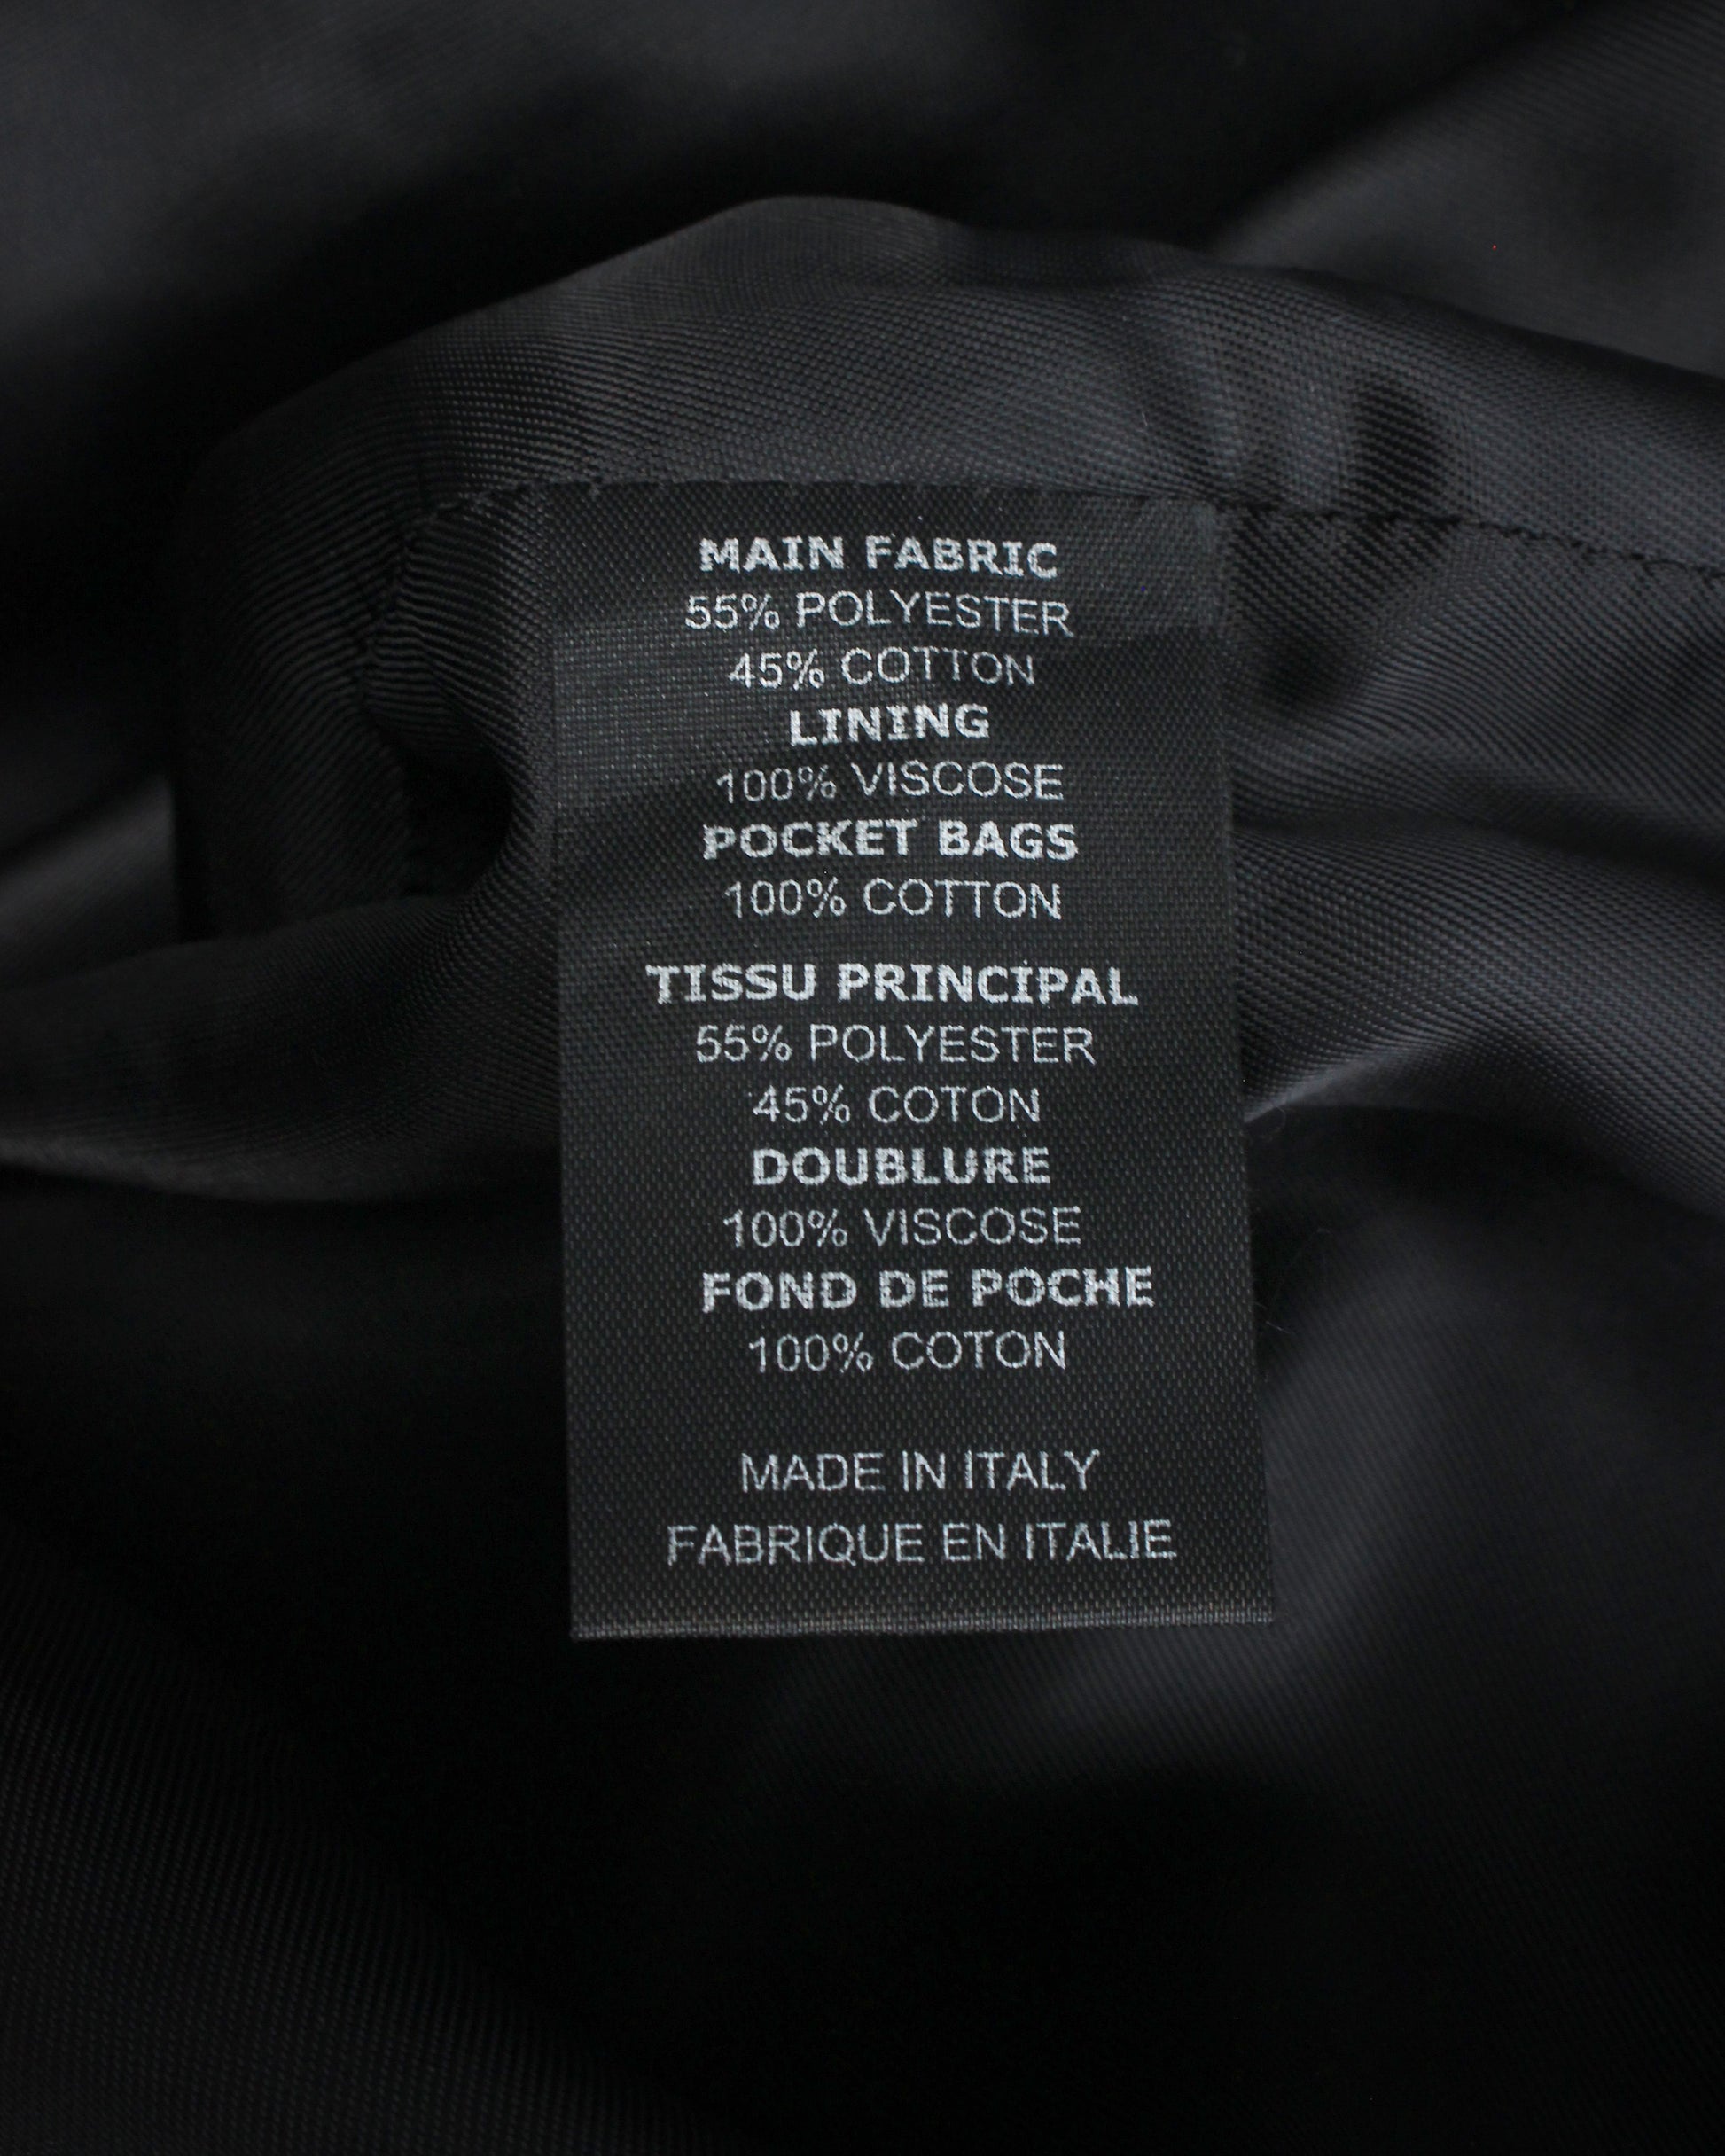 MAIN FABRIC
55% POLYESTER
45% COTTON
LINING
100% VISCOSE
POCKET BAGS
100% COTTON
TISSU PRINCIPAL
55% POLYESTER
45% COTON
DOUBLURE
100% VISCOSE
FOND DE POCHE
100% COTON
MADE IN ITALY
FABRIQUE EN ITALIE